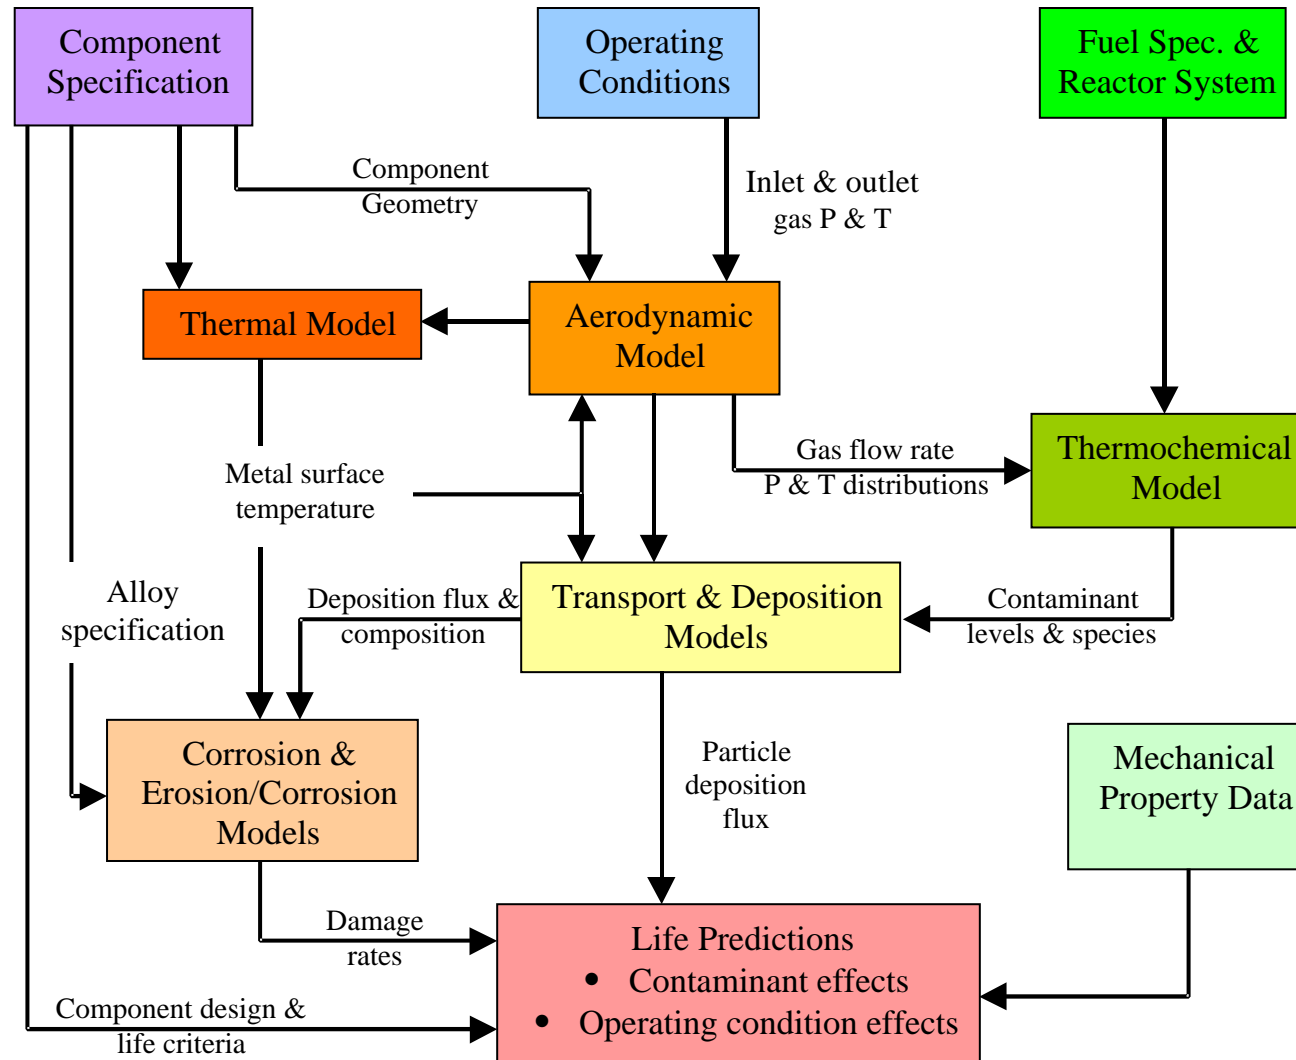 Component
Specification
Operating
Conditions
Fuel Spec. &
Reactor System
Component
Geometry
Inlet & outlet
gas P & T
Thermal Model
Aerodynamic
Model
Gas flow rate
P & T distributions
Thermochemical
Model
Metal surface
temperature
Alloy
specification
Deposition flux &
composition
Transport & Deposition
Models
Contaminant
levels & species
Corrosion &
Erosion/Corrosion
Models
Particle
deposition
flux
Mechanical
Property Data
Damage
rates
Life Predictions
• Contaminant effects
• Operating condition effects
Component design &
life criteria